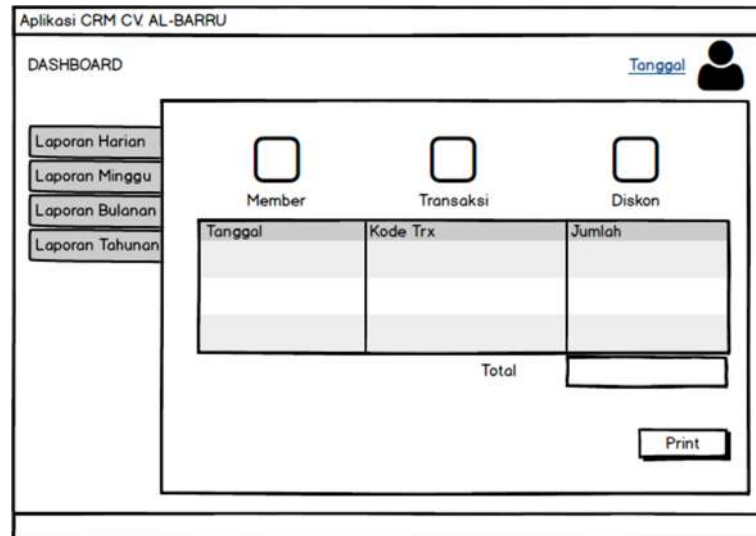 Aplikasi CRM CV. AL-BARRU
DASHBOARD
Tanggal
Laporan Harian
Laporan Minggu
Laporan Bulanan
Laporan Tahunan
Member
Transaksi
Diskon
Tanggal
Kode Trx
Jumlah
Total
Print